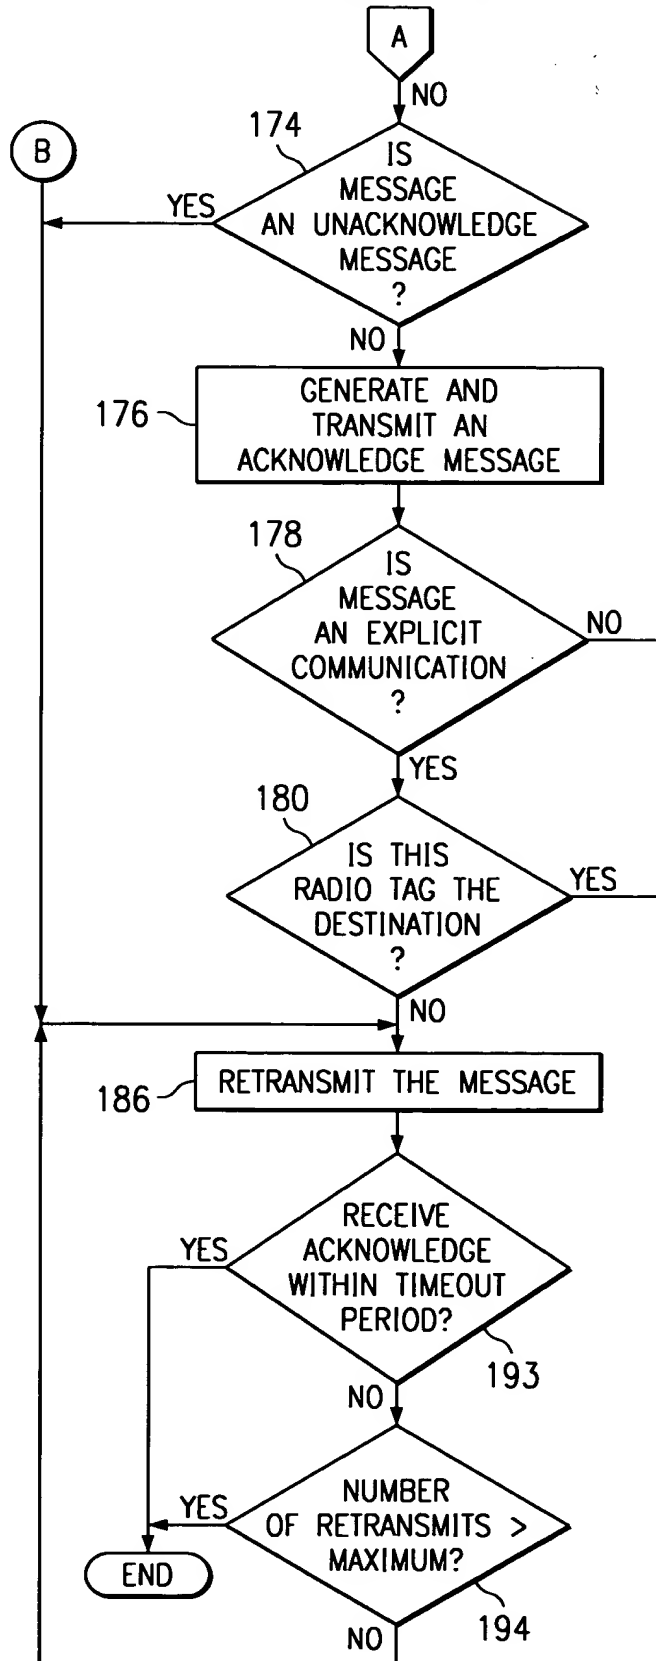 A
NO
B
174
IS
MESSAGE
AN UNACKNOWLEDGE
MESSAGE
?
YES
NO
176
GENERATE AND
TRANSMIT AN
ACKNOWLEDGE MESSAGE
178
IS
MESSAGE
AN EXPLICIT
COMMUNICATION
?
NO
YES
180
IS THIS
RADIO TAG THE
DESTINATION
?
YES
NO
186
RETRANSMIT THE MESSAGE
YES
RECEIVE
ACKNOWLEDGE
WITHIN TIMEOUT
PERIOD?
193
NO
YES
NUMBER
OF RETRANSMITS >
MAXIMUM?
END
194
NO